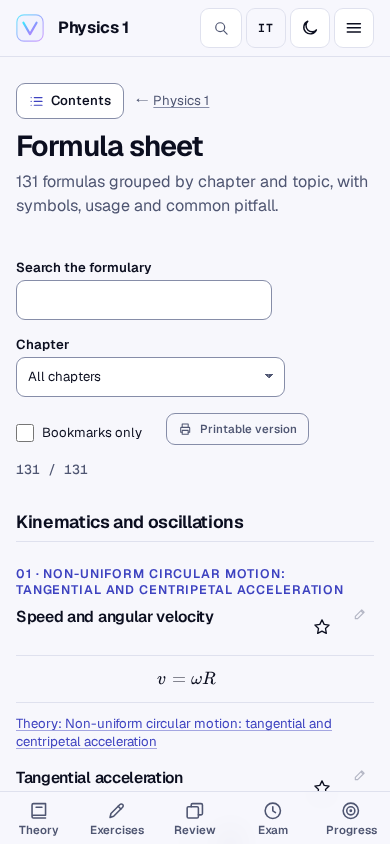 Physics 1
IT
Contents
← Physics 1
Formula sheet
131 formulas grouped by chapter and topic, with
symbols, usage and common pitfall.
Search the formulary
Chapter
All chapters
Bookmarks only
Printable version
131 / 131
Kinematics and oscillations
01 · NON-UNIFORM CIRCULAR MOTION:
TANGENTIAL AND CENTRIPETAL ACCELERATION
Speed and angular velocity
v = ωR
Theory: Non-uniform circular motion: tangential and
centripetal acceleration
Tangential acceleration
Theory
Exercises
Review
Exam
Progress